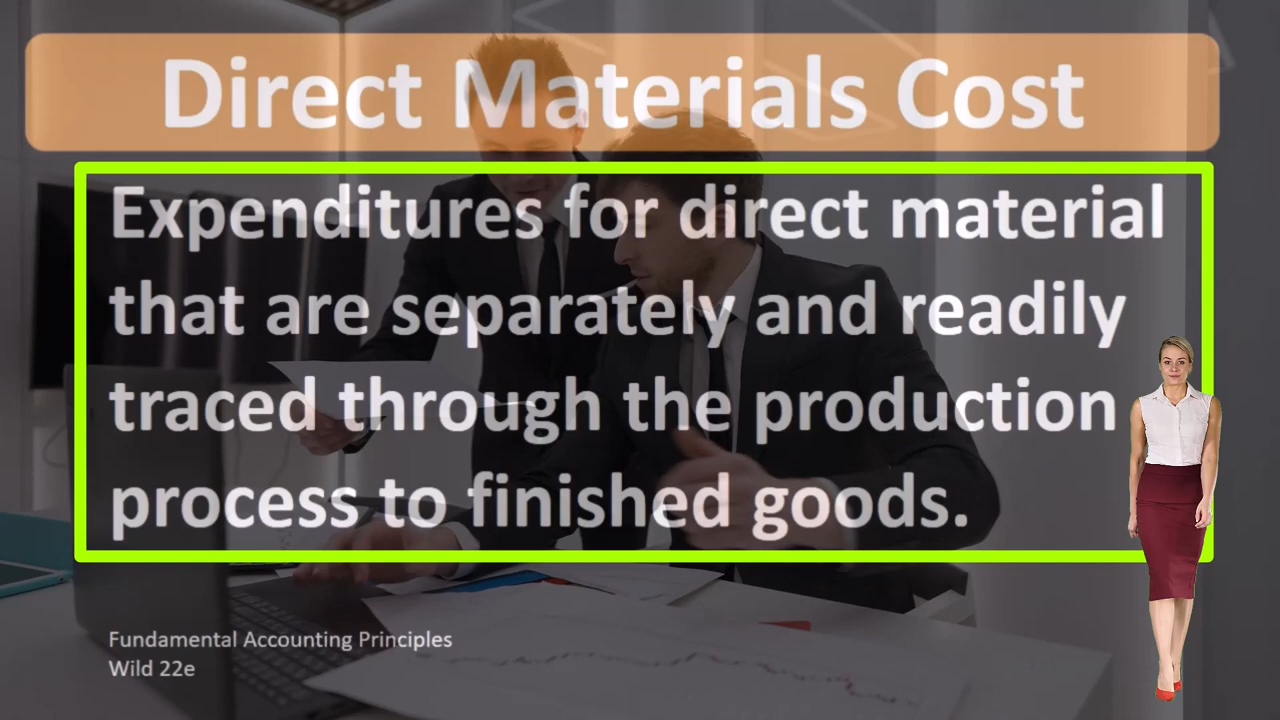 Direct Materials Cost
Expenditures for direct material
that are separately and readily
traced through the production
process to finished goods.
Fundamental Accounting Principles
Wild 22e